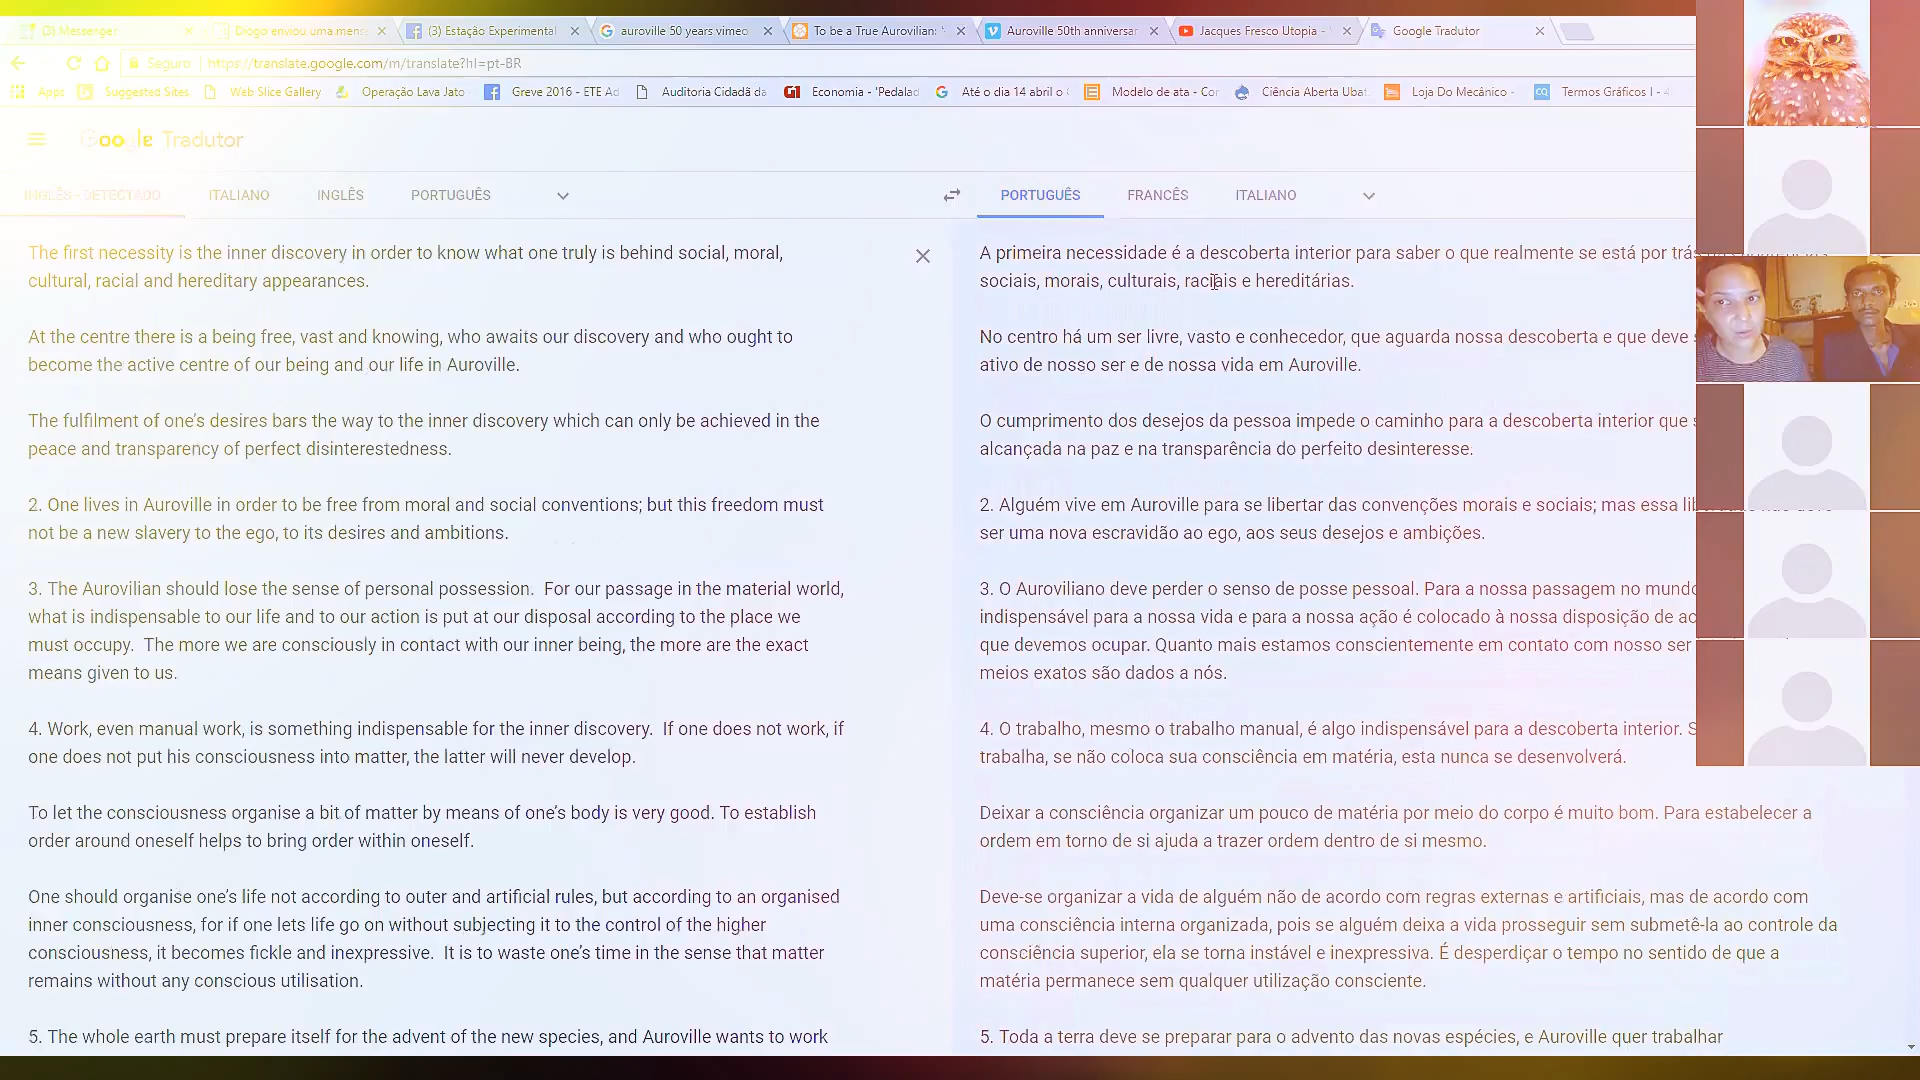 (3) Estação Experimental
auroville 50 years vimeo
To be a True Aurovilian:
Auroville 50th anniversar
Jacques Fresco Utopia -
Google Tradutor
Diogo enviou uma mens
Messenger
Seguro
https://translate.google.com/m/translate?hl=pt-BR
Apps
Suggested Sites
Web Slice Gallery
Operação Lava Jato
Greve 2016 - ETE Ad
Auditoria Cidadã da
Economia - 'Pedalad
Até o dia 14 abril o
Modelo de ata - Cor
Ciência Aberta Ubat
Loja Do Mecânico -
Termos Gráficos I - 4
Google Tradutor
INGLÊS - DETECTADO
ITALIANO
INGLÊS
PORTUGUÊS
PORTUGUÊS
FRANCÊS
ITALIANO
The first necessity is the inner discovery in order to know what one truly is behind social, moral,
cultural, racial and hereditary appearances.
At the centre there is a being free, vast and knowing, who awaits our discovery and who ought to
become the active centre of our being and our life in Auroville.
The fulfilment of one's desires bars the way to the inner discovery which can only be achieved in the
peace and transparency of perfect disinterestedness.
2. One lives in Auroville in order to be free from moral and social conventions; but this freedom must
not be a new slavery to the ego, to its desires and ambitions.
3. The Aurovilian should lose the sense of personal possession. For our passage in the material world,
what is indispensable to our life and to our action is put at our disposal according to the place we
must occupy. The more we are consciously in contact with our inner being, the more are the exact
means given to us.
4. Work, even manual work, is something indispensable for the inner discovery. If one does not work, if
one does not put his consciousness into matter, the latter will never develop.
To let the consciousness organise a bit of matter by means of one's body is very good. To establish
order around oneself helps to bring order within oneself.
One should organise one's life not according to outer and artificial rules, but according to an organised
inner consciousness, for if one lets life go on without subjecting it to the control of the higher
consciousness, it becomes fickle and inexpressive. It is to waste one's time in the sense that matter
remains without any conscious utilisation.
5. The whole earth must prepare itself for the advent of the new species, and Auroville wants to work
A primeira necessidade é a descoberta interior para saber o que realmente se está por trás
sociais, morais, culturais, raciais e hereditárias.
No centro há um ser livre, vasto e conhecedor, que aguarda nossa descoberta e que deve
ativo de nosso ser e de nossa vida em Auroville.
O cumprimento dos desejos da pessoa impede o caminho para a descoberta interior que
alcançada na paz e na transparência do perfeito desinteresse.
2. Alguém vive em Auroville para se libertar das convenções morais e sociais; mas essa
ser uma nova escravidão ao ego, aos seus desejos e ambições.
3. O Auroviliano deve perder o senso de posse pessoal. Para a nossa passagem no mundo
indispensável para a nossa vida e para a nossa ação é colocado à nossa disposição de
que devemos ocupar. Quanto mais estamos conscientemente em contato com nosso ser
meios exatos são dados a nós.
4. O trabalho, mesmo o trabalho manual, é algo indispensável para a descoberta interior.
trabalha, se não coloca sua consciência em matéria, esta nunca se desenvolverá.
Deixar a consciência organizar um pouco de matéria por meio do corpo é muito bom. Para estabelecer a
ordem em torno de si ajuda a trazer ordem dentro de si mesmo.
Deve-se organizar a vida de alguém não de acordo com regras externas e artificiais, mas de acordo com
uma consciência interna organizada, pois se alguém deixa a vida prosseguir sem submetê-la ao controle da
consciência superior, ela se torna instável e inexpressiva. É desperdiçar o tempo no sentido de que a
matéria permanece sem qualquer utilização consciente.
5. Toda a terra deve se preparar para o advento das novas espécies, e Auroville quer trabalhar